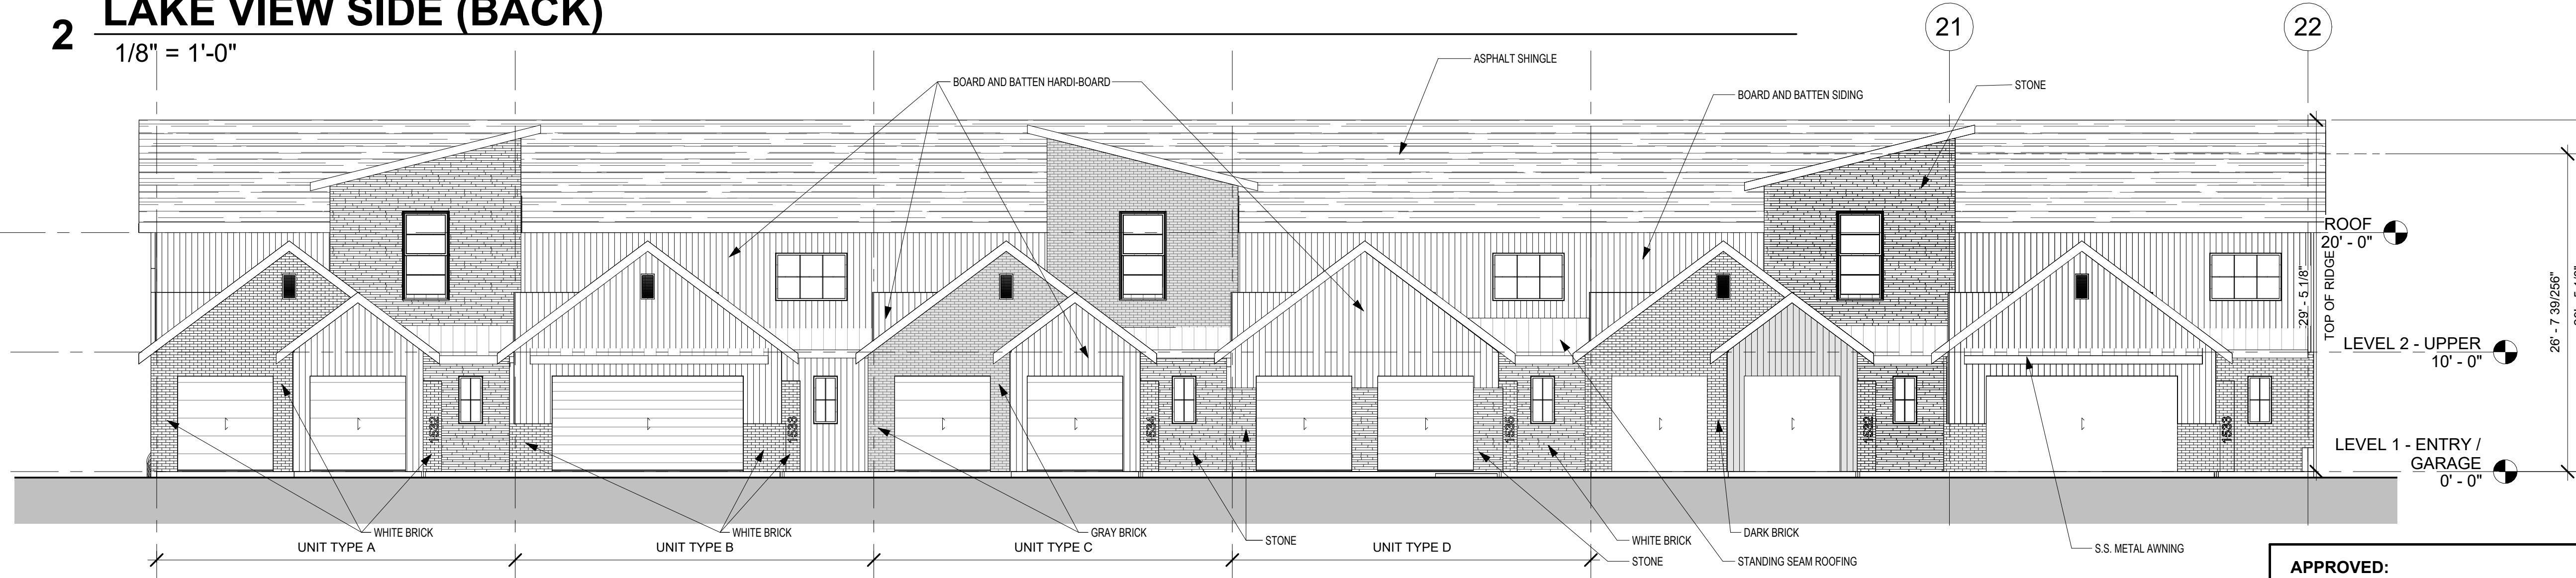 LAKE VIEW SIDE (BACK)
2
1/8" = 1'-0"
21
22
ASPHALT SHINGLE
BOARD AND BATTEN HARDI-BOARD
BOARD AND BATTEN SIDING
STONE
ROOF
20' - 0"
29' - 5 1/8"
TOP OF RIDGE
26' - 7 39/256"
LEVEL 2 - UPPER
10' - 0"
LEVEL 1 - ENTRY /
GARAGE
0' - 0"
1532
1533
1534
1535
1532
1533
WHITE BRICK
WHITE BRICK
GRAY BRICK
STONE
WHITE BRICK
STONE
DARK BRICK
STANDING SEAM ROOFING
S.S. METAL AWNING
UNIT TYPE A
UNIT TYPE B
UNIT TYPE C
UNIT TYPE D
APPROVED: